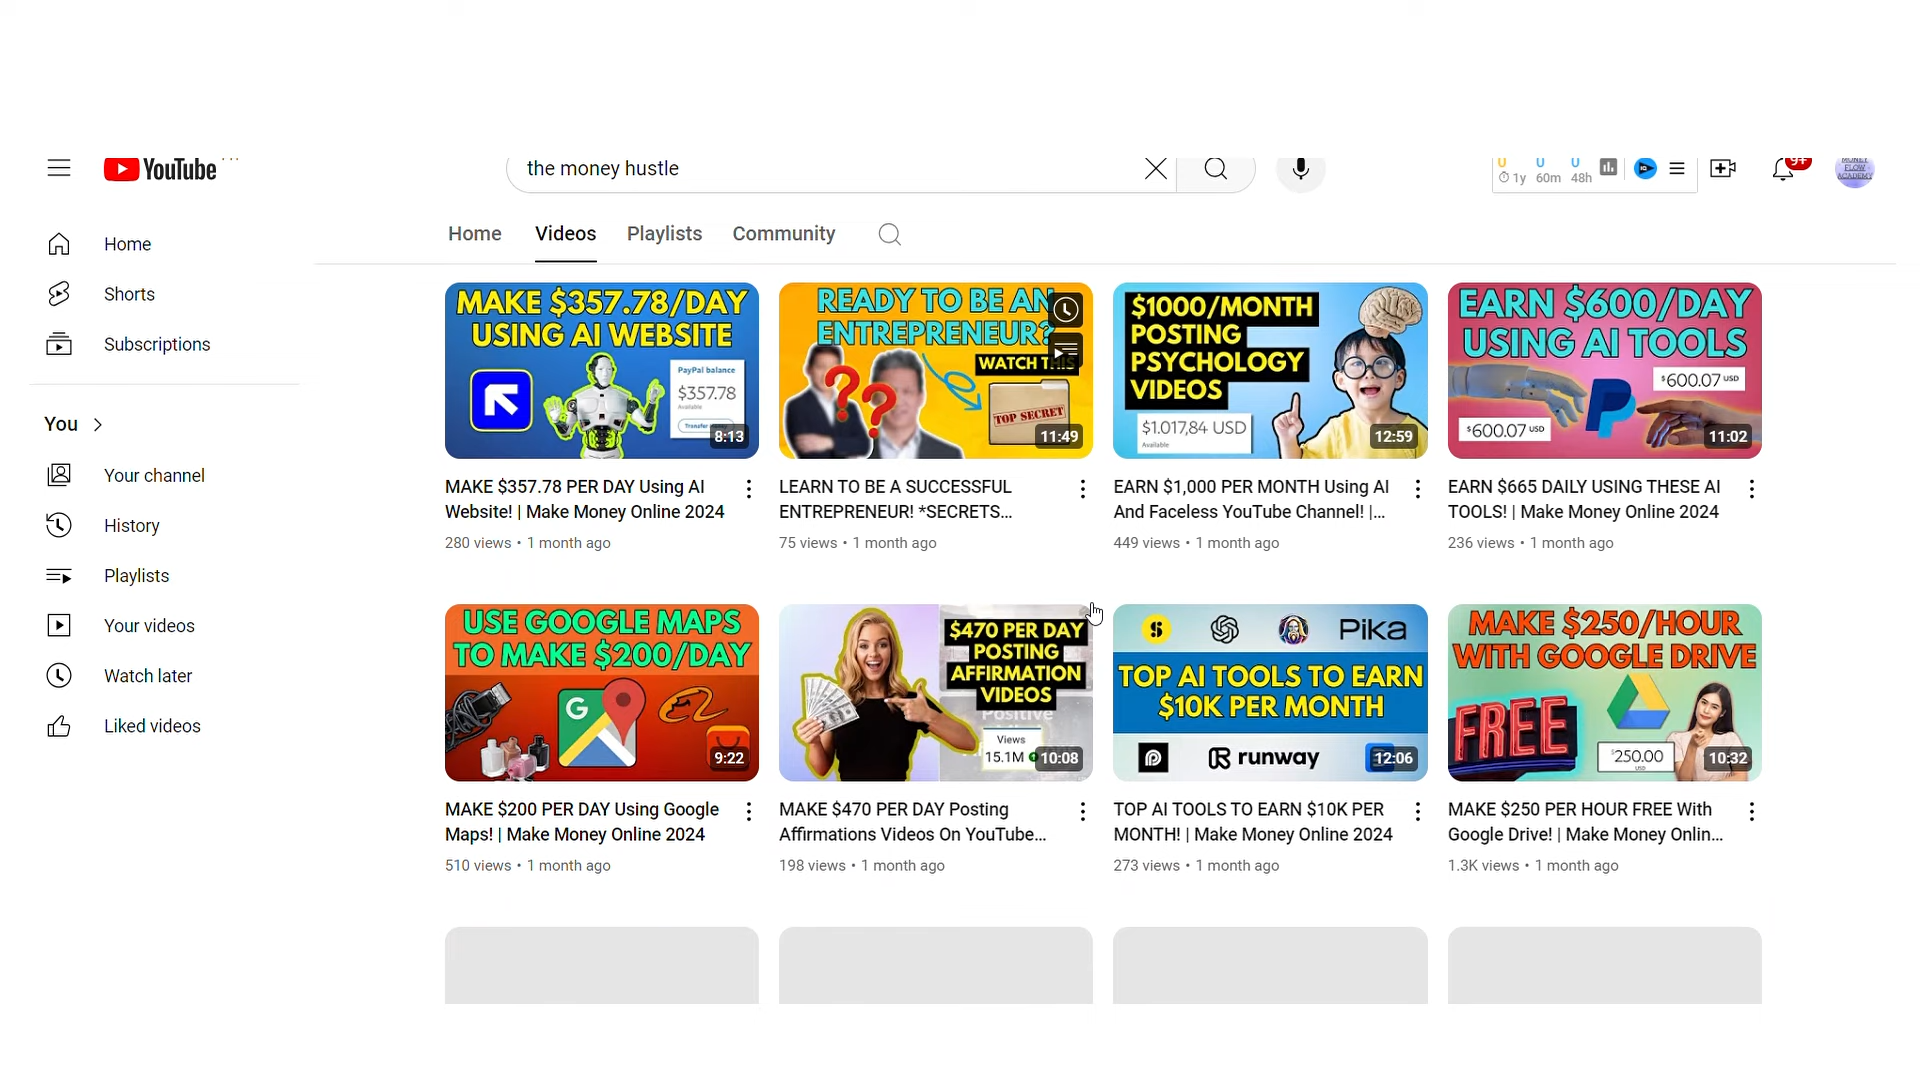 YouTube
the money hustle
U U U
1y 60m 48h
9+
MONEY
FLOW
ACADEMY
Home
Shorts
Subscriptions
You
Your channel
History
Playlists
Your videos
Watch later
Liked videos
Home Videos Playlists Community
MAKE $357.78/DAY
USING AI WEBSITE
PayPal balance
$357.78
Available
Transfer money
8:13
MAKE $357.78 PER DAY Using AI
Website! | Make Money Online 2024
280 views • 1 month ago
READY TO BE AN
ENTREPRENEUR?
WATCH THIS
TOP SECRET
11:49
LEARN TO BE A SUCCESSFUL
ENTREPRENEUR! *SECRETS...
75 views • 1 month ago
$1000/MONTH
POSTING
PSYCHOLOGY
VIDEOS
$1.017,84 USD
Available
12:59
EARN $1,000 PER MONTH Using AI
And Faceless YouTube Channel! |...
449 views • 1 month ago
EARN $600/DAY
USING AI TOOLS
$600.07 USD
$600.07 USD
11:02
EARN $665 DAILY USING THESE AI
TOOLS! | Make Money Online 2024
236 views • 1 month ago
USE GOOGLE MAPS
TO MAKE $200/DAY
G
9:22
MAKE $200 PER DAY Using Google
Maps! | Make Money Online 2024
510 views • 1 month ago
$470 PER DAY
POSTING
AFFIRMATION
VIDEOS
Positive
Views
15.1M
10:08
MAKE $470 PER DAY Posting
Affirmations Videos On YouTube...
198 views • 1 month ago
Pika
TOP AI TOOLS TO EARN
$10K PER MONTH
runway
12:06
TOP AI TOOLS TO EARN $10K PER
MONTH! | Make Money Online 2024
273 views • 1 month ago
MAKE $250/HOUR
WITH GOOGLE DRIVE
FREE
$250.00
USD
10:32
MAKE $250 PER HOUR FREE With
Google Drive! | Make Money Onlin...
1.3K views • 1 month ago